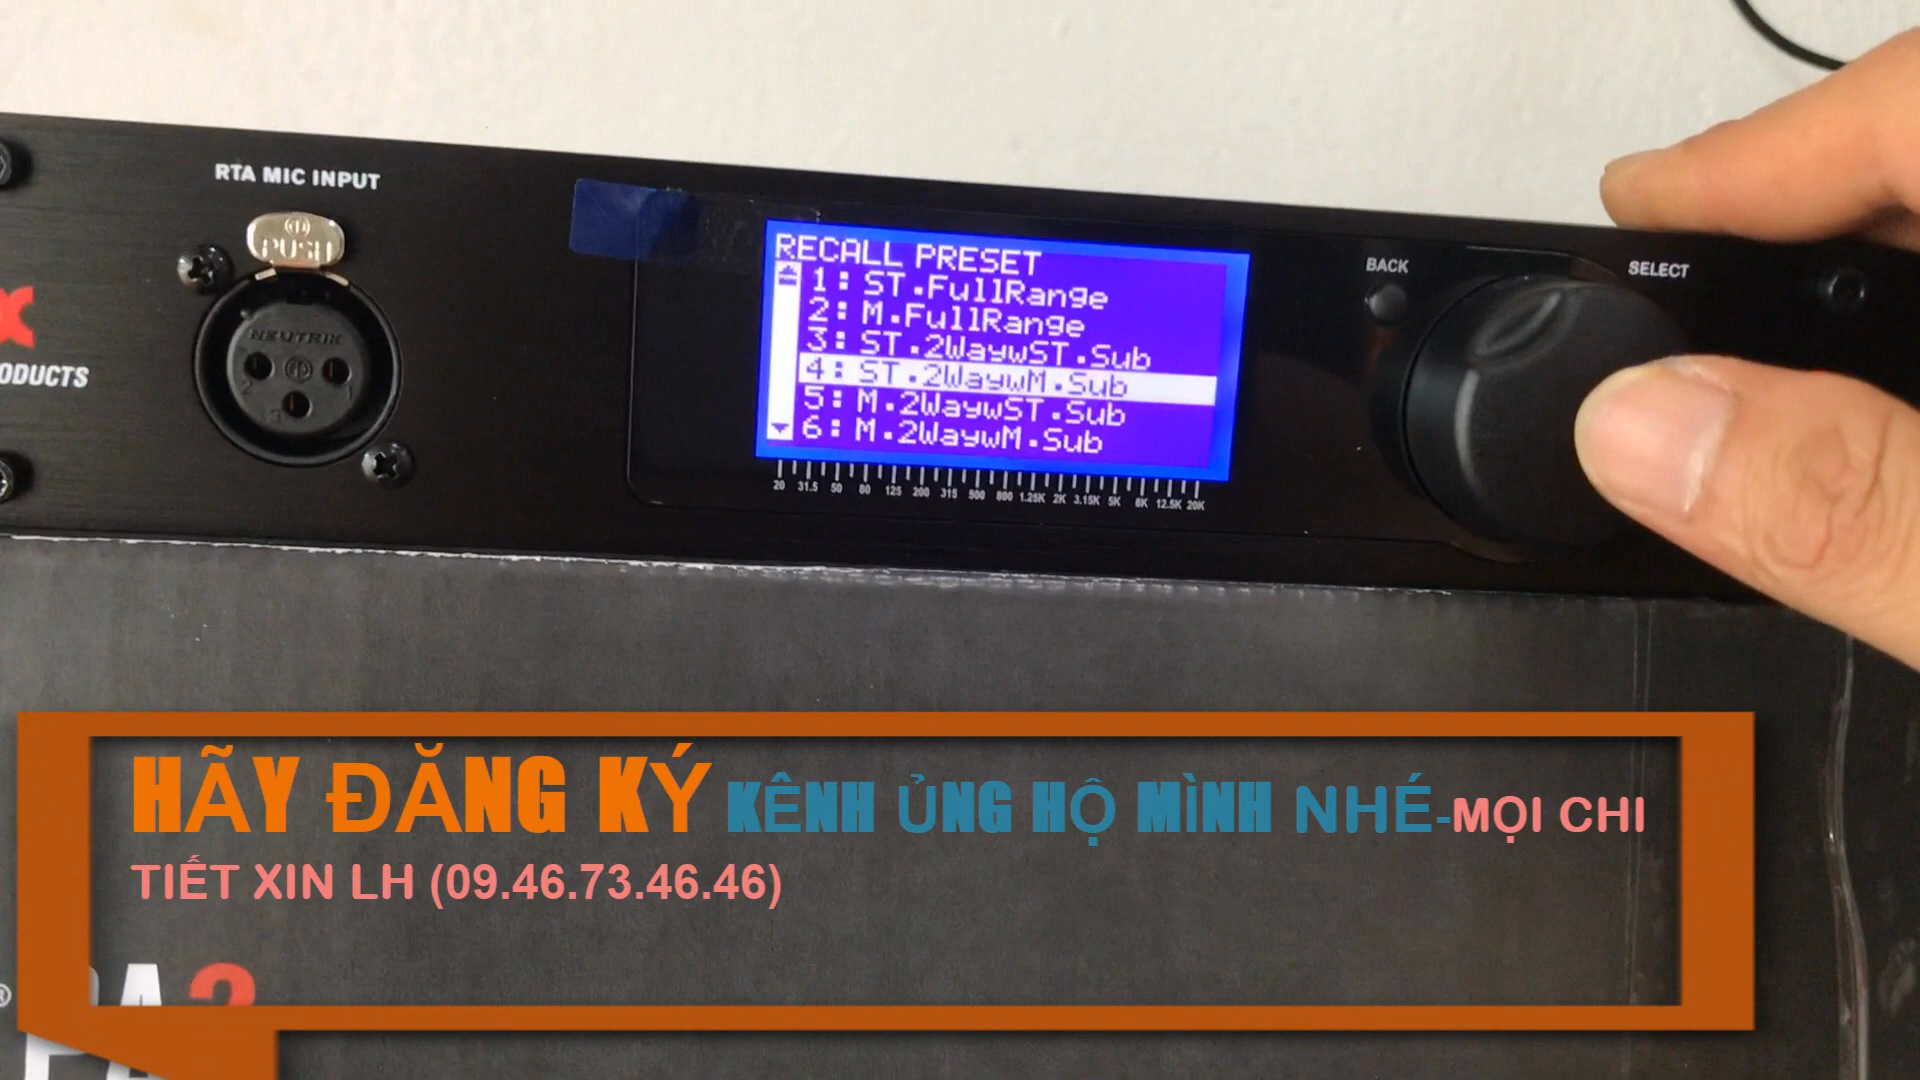 RTA MIC INPUT
PUSH
NEUTRIK
X
ODUCTS
RECALL PRESET
1: ST.FullRange
2: M.FullRange
3: ST.2WaywST.Sub
4: ST.2WaywM.Sub
5: M.2WaywST.Sub
6: M.2WaywM.Sub
20 31.5 50 80 125 200 315 500 800 1.25K 2K 3.15K 5K 8K 12.5K 20K
BACK
SELECT
HÃY ĐĂNG KÝ KÊNH ỦNG HỘ MÌNH NHÉ-MỌI CHI
TIẾT XIN LH (09.46.73.46.46)
PA2